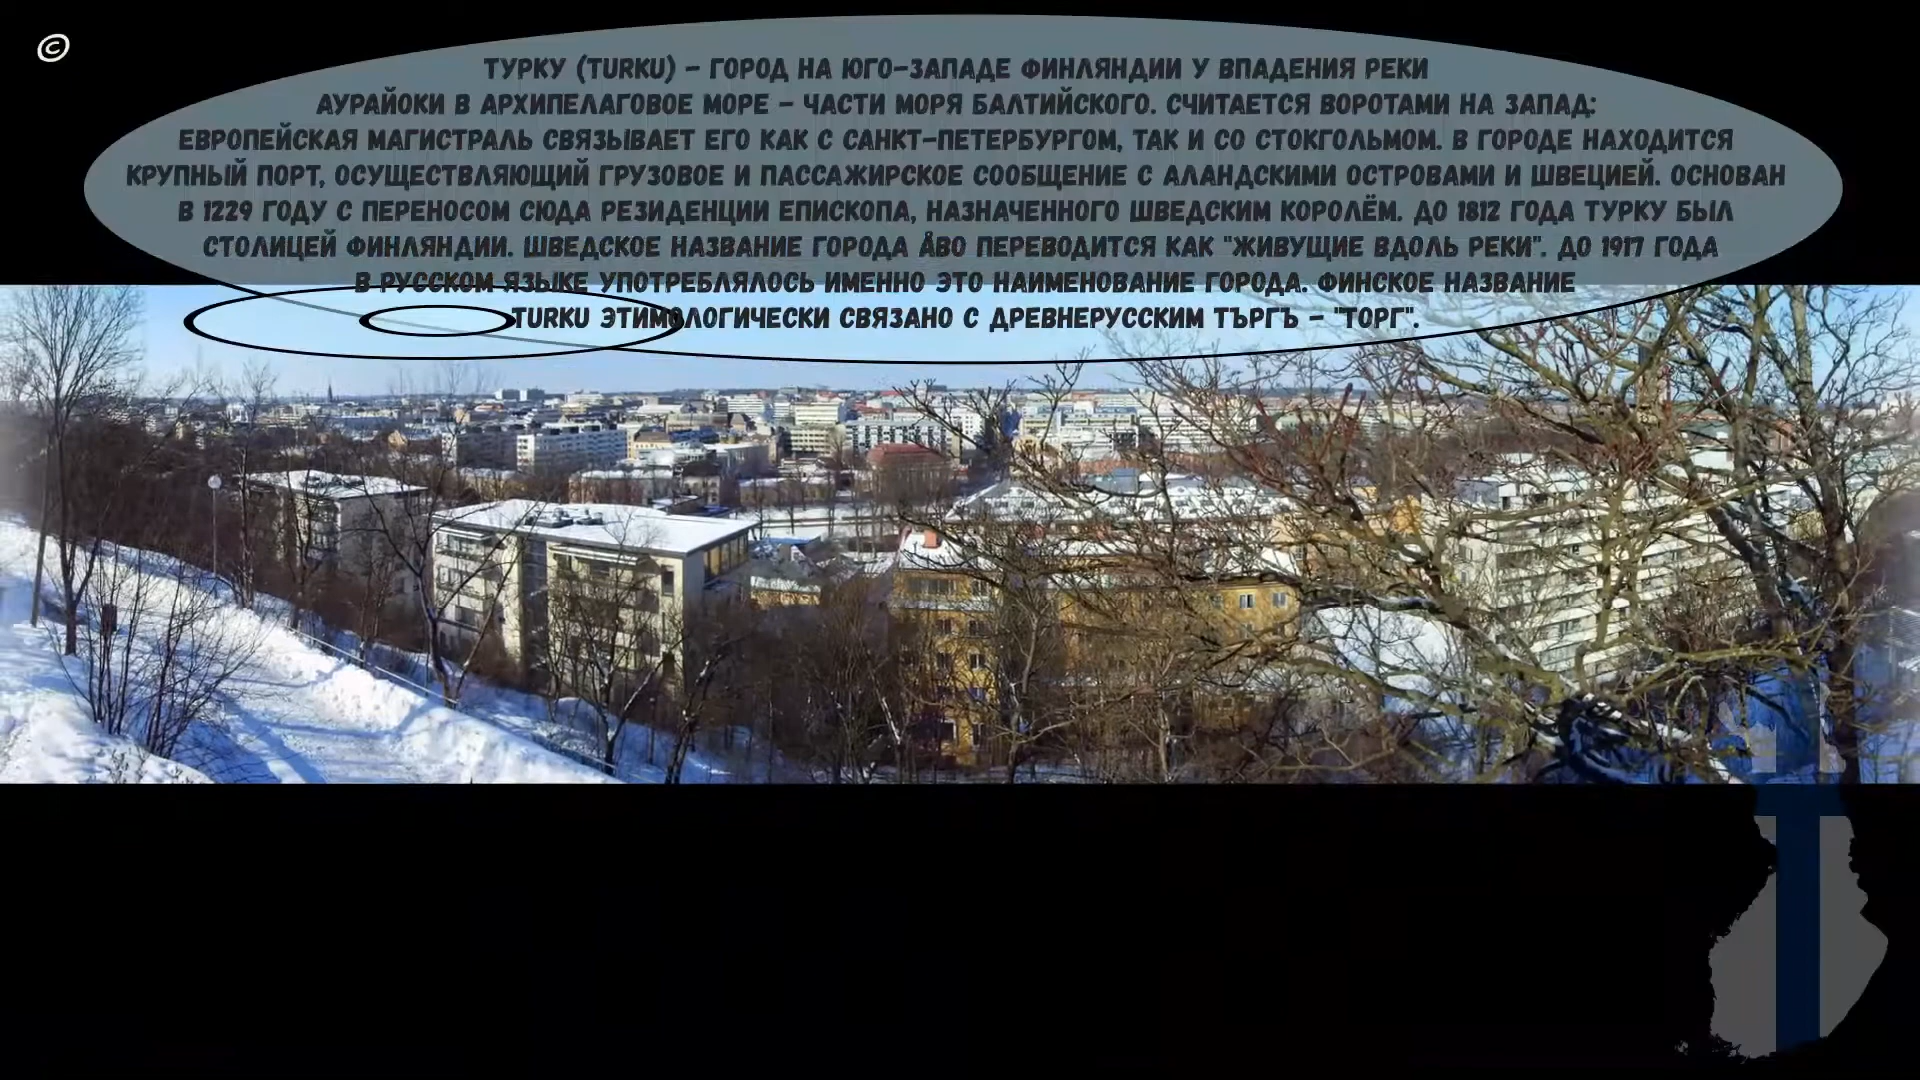 ©
ТУРКУ (TURKU) – ГОРОД НА ЮГО-ЗАПАДЕ ФИНЛЯНДИИ У ВПАДЕНИЯ РЕКИ
АУРАЙОКИ В АРХИПЕЛАГОВОЕ МОРЕ – ЧАСТИ МОРЯ БАЛТИЙСКОГО. СЧИТАЕТСЯ ВОРОТАМИ НА ЗАПАД:
ЕВРОПЕЙСКАЯ МАГИСТРАЛЬ СВЯЗЫВАЕТ ЕГО КАК С САНКТ-ПЕТЕРБУРГОМ, ТАК И СО СТОКГОЛЬМОМ. В ГОРОДЕ НАХОДИТСЯ
КРУПНЫЙ ПОРТ, ОСУЩЕСТВЛЯЮЩИЙ ГРУЗОВОЕ И ПАССАЖИРСКОЕ СООБЩЕНИЕ С АЛАНДСКИМИ ОСТРОВАМИ И ШВЕЦИЕЙ. ОСНОВАН
В 1229 ГОДУ С ПЕРЕНОСОМ СЮДА РЕЗИДЕНЦИИ ЕПИСКОПА, НАЗНАЧЕННОГО ШВЕДСКИМ КОРОЛЁМ. ДО 1812 ГОДА ТУРКУ БЫЛ
СТОЛИЦЕЙ ФИНЛЯНДИИ. ШВЕДСКОЕ НАЗВАНИЕ ГОРОДА ÅBO ПЕРЕВОДИТСЯ КАК "ЖИВУЩИЕ ВДОЛЬ РЕКИ". ДО 1917 ГОДА
В РУССКОМ ЯЗЫКЕ УПОТРЕБЛЯЛОСЬ ИМЕННО ЭТО НАИМЕНОВАНИЕ ГОРОДА. ФИНСКОЕ НАЗВАНИЕ
TURKU ЭТИМОЛОГИЧЕСКИ СВЯЗАНО С ДРЕВНЕРУССКИМ ТЪРГЪ – "ТОРГ".